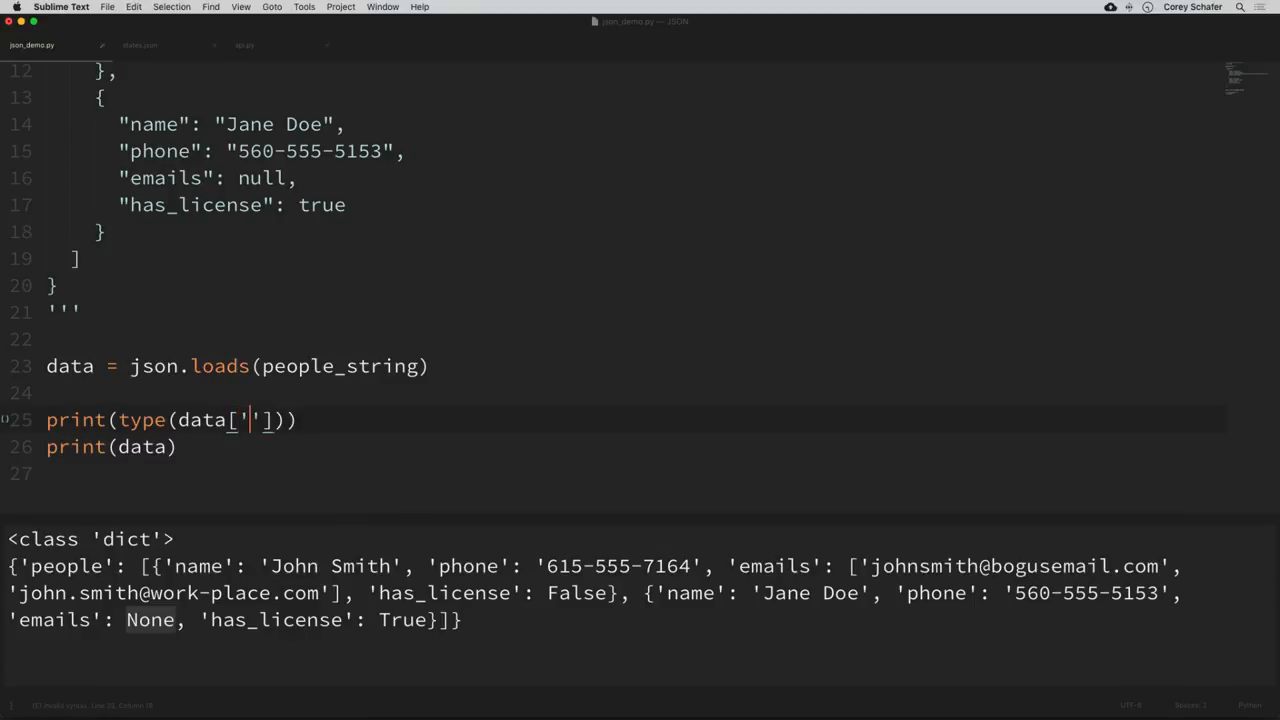 Sublime Text File Edit Selection Find View Goto Tools Project Window Help Corey Schafer
json_demo.py — JSON
json_demo.py states.json api.py
12 },
13 {
14 "name": "Jane Doe",
15 "phone": "560-555-5153",
16 "emails": null,
17 "has_license": true
18 }
19 ]
20 }
21 '''
22
23 data = json.loads(people_string)
24
25 print(type(data['']))
26 print(data)
27
<class 'dict'>
{'people': [{'name': 'John Smith', 'phone': '615-555-7164', 'emails': ['johnsmith@bogusemail.com',
'john.smith@work-place.com'], 'has_license': False}, {'name': 'Jane Doe', 'phone': '560-555-5153',
'emails': None, 'has_license': True}]}
UTF-8 Spaces: 2 Python